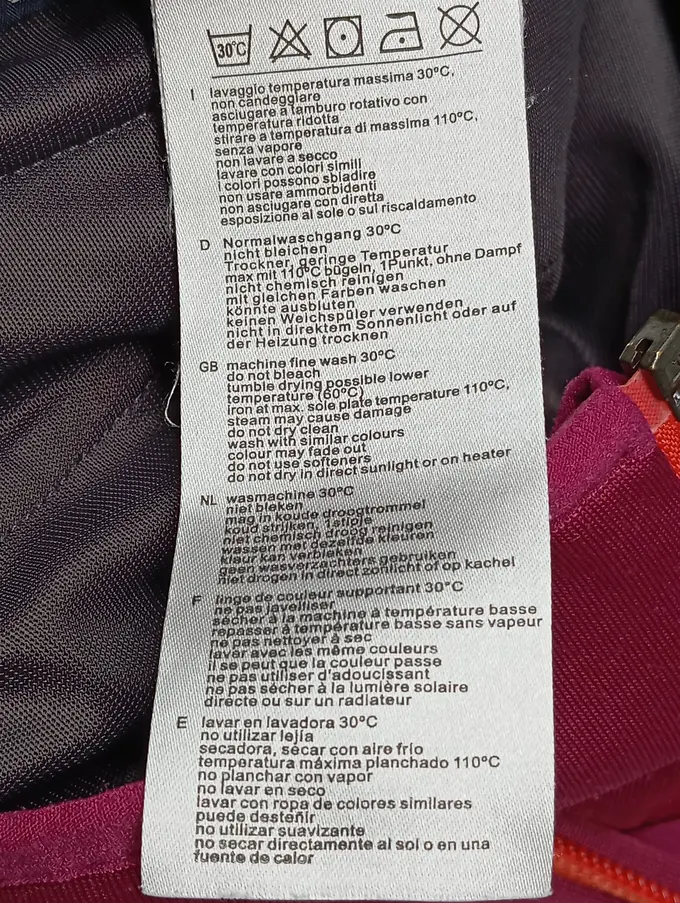 30°C
I lavaggio temperatura massima 30°C,
non candeggiare
asciugare a tamburo rotativo con
temperatura ridotta
stirare a temperatura di massima 110°C,
senza vapore
non lavare a secco
lavare con colori simili
i colori possono sbladire
non usare ammorbidenti
non asciugare con diretta
esposizione al sole o sul riscaldamento
D Normalwaschgang 30°C
nicht bleichen
Trockner, geringe Temperatur
max mit 110°C bügeln, 1Punkt, ohne Dampf
nicht chemisch reinigen
mit gleichen Farben waschen
könnte ausbluten
keinen Weichspüler verwenden
nicht in direktem Sonnenlicht oder auf
der Heizung trocknen
GB machine fine wash 30°C
do not bleach
tumble drying possible lower
temperature (60°C)
iron at max. sole plate temperature 110°C,
steam may cause damage
do not dry clean
wash with similar colours
colour may fade out
do not use softeners
do not dry in direct sunlight or on heater
NL wasmachine 30°C
niet bleken
mag in koude droogtrommel
koud strijken, 1stipje
niet chemisch droog reinigen
wassen met dezelfde kleuren
kleur kan verbleken
geen wasverzachters gebruiken
niet drogen in direct zonlicht of op kachel
F linge de couleur supportant 30°C
ne pas javelliser
sécher à la machine à température basse
repasser à température basse sans vapeur
ne pas nettoyer à sec
laver avec les même couleurs
il se peut que la couleur passe
ne pas utiliser d'adoucissant
ne pas sécher à la lumière solaire
directe ou sur un radiateur
E lavar en lavadora 30°C
no utilizar lejía
secadora, sécar con aire frío
temperatura máxima planchado 110°C
no planchar con vapor
no lavar en seco
lavar con ropa de colores similares
puede desteñir
no utilizar suavizante
no secar directamente al sol o en una
fuente de calor